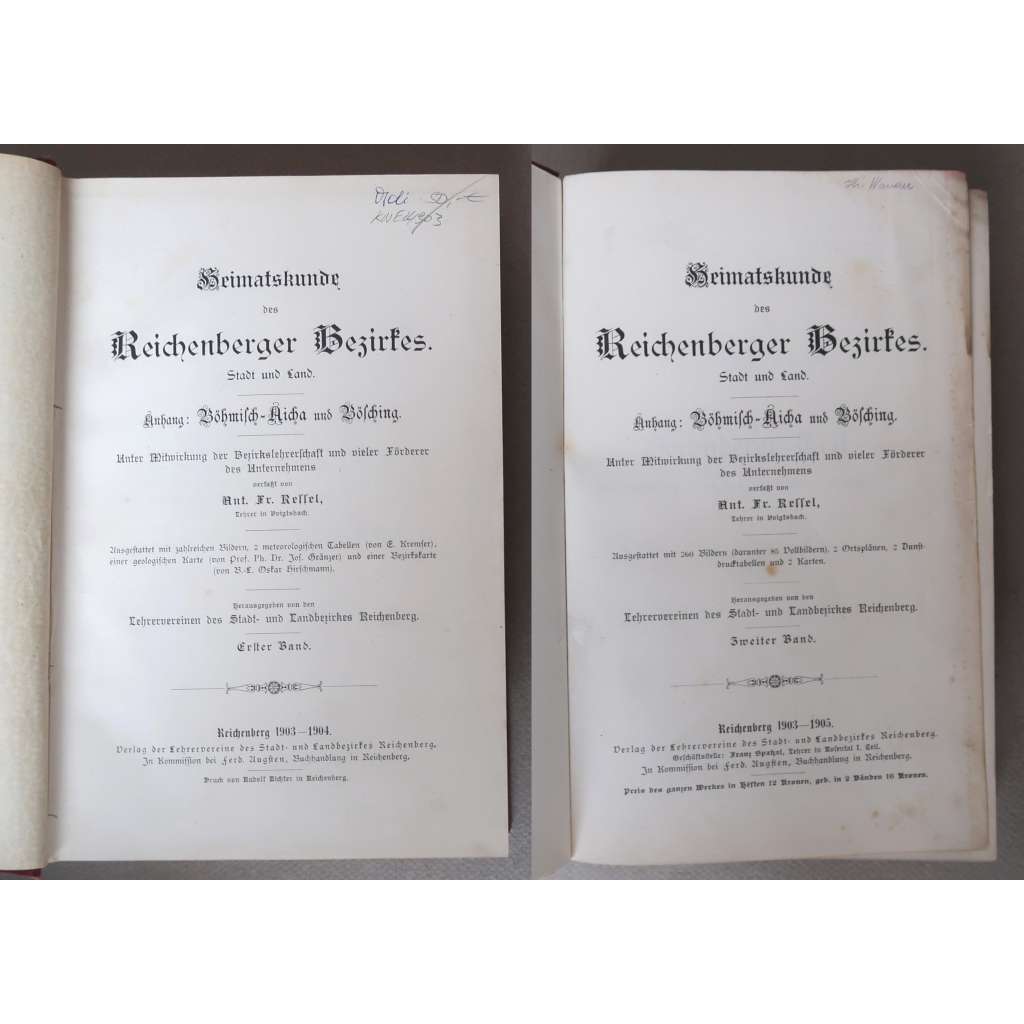 Heimatskunde
des
Reichenberger Bezirkes.
Stadt und Land.
Anhang: Böhmisch-Aicha und Bösching.
Unter Mitwirkung der Bezirkslehrerschaft und vieler Förderer
des Unternehmens
verfaßt von
Ant. Fr. Ressel,
Lehrer in Voigtsbach.
Ausgestattet mit zahlreichen Bildern, 2 meteorologischen Tabellen (von E. Kremser),
einer geologischen Karte (von Prof. Ph. Dr. Jos. Gränzer) und einer Bezirkskarte
(von B.-L. Oskar Hirschmann).
Herausgegeben von den
Lehrervereinen des Stadt- und Landbezirkes Reichenberg.
Erster Band.
Reichenberg 1903—1904.
Verlag der Lehrervereine des Stadt- und Landbezirkes Reichenberg.
In Kommission bei Ferd. Augsten, Buchhandlung in Reichenberg.
Druck von Rudolf Richter in Reichenberg.
Heimatskunde
des
Reichenberger Bezirkes.
Stadt und Land.
Anhang: Böhmisch-Aicha und Bösching.
Unter Mitwirkung der Bezirkslehrerschaft und vieler Förderer
des Unternehmens
verfaßt von
Ant. Fr. Ressel,
Lehrer in Voigtsbach.
Ausgestattet mit 260 Bildern (darunter 85 Vollbildern), 2 Ortsplänen, 2 Dunst-
drucktabellen und 2 Karten.
Herausgegeben von den
Lehrervereinen des Stadt- und Landbezirkes Reichenberg.
Zweiter Band.
Reichenberg 1903—1905.
Verlag der Lehrervereine des Stadt- und Landbezirkes Reichenberg.
Geschäftsstelle: Franz Spatzal, Lehrer in Rosental I. Teil.
In Kommission bei Ferd. Augsten, Buchhandlung in Reichenberg.
Preis des ganzen Werkes in Heften 12 Kronen, geb. in 2 Bänden 16 Kronen.